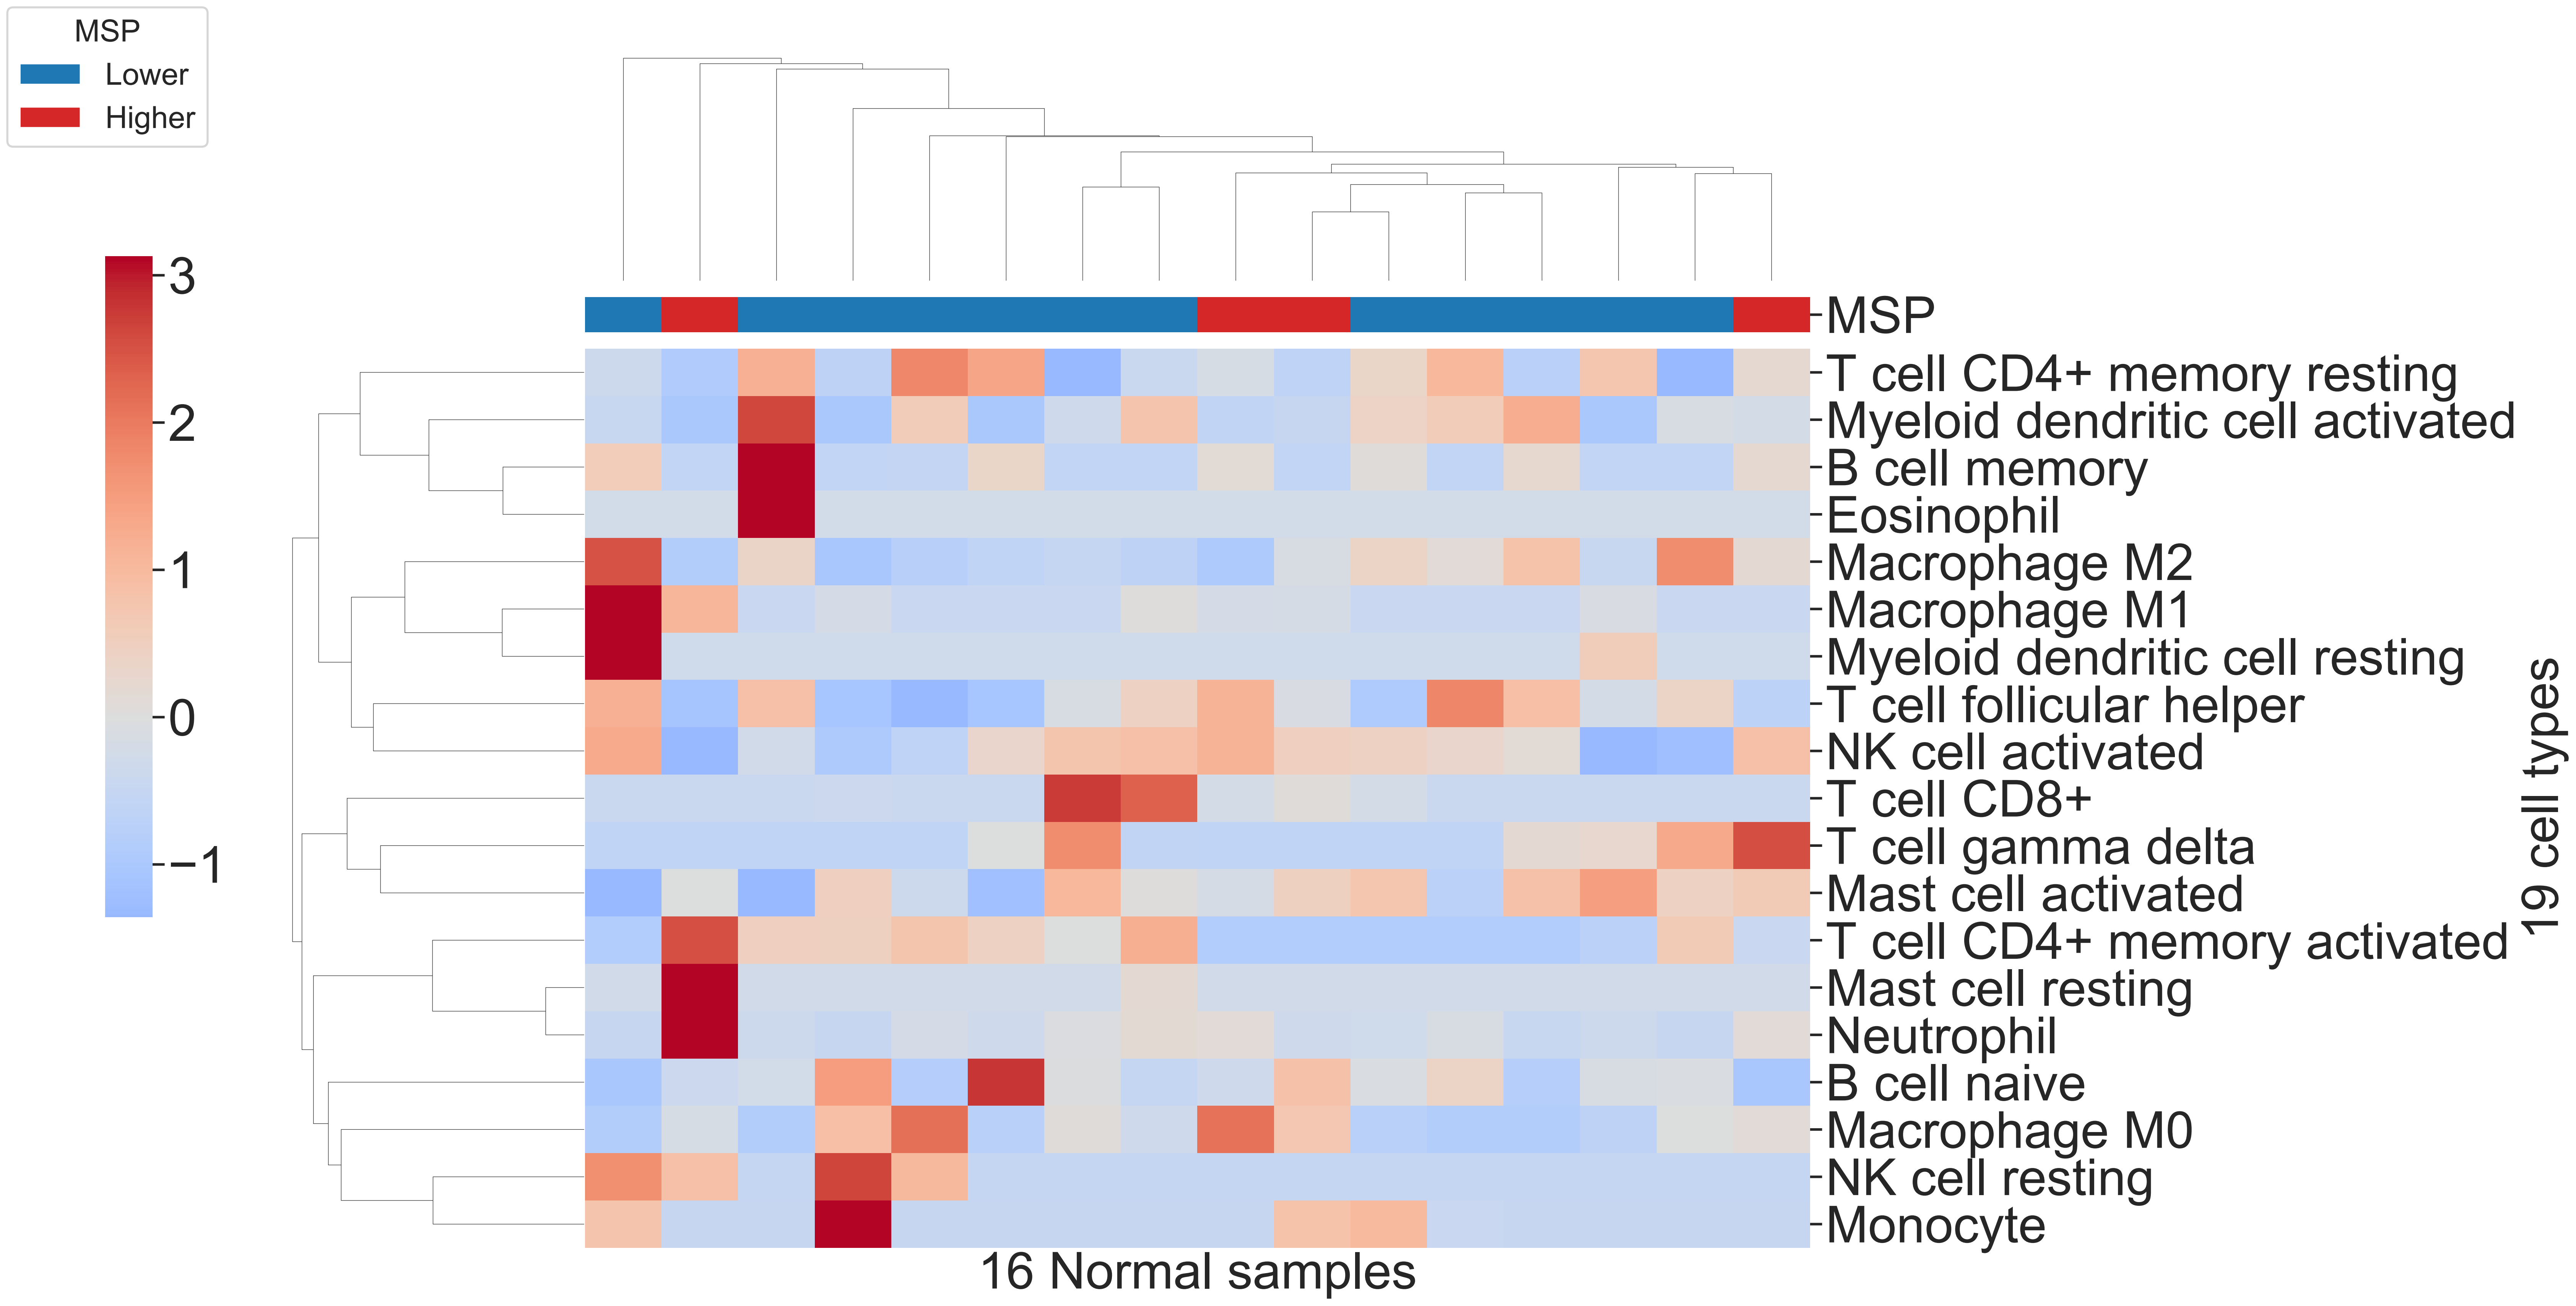 MSP
Lower
Higher
3
2
1
0
−1
MSP
T cell CD4+ memory resting
Myeloid dendritic cell activated
B cell memory
Eosinophil
Macrophage M2
Macrophage M1
Myeloid dendritic cell resting
T cell follicular helper
NK cell activated
T cell CD8+
T cell gamma delta
Mast cell activated
T cell CD4+ memory activated
Mast cell resting
Neutrophil
B cell naive
Macrophage M0
NK cell resting
Monocyte
19 cell types
16 Normal samples